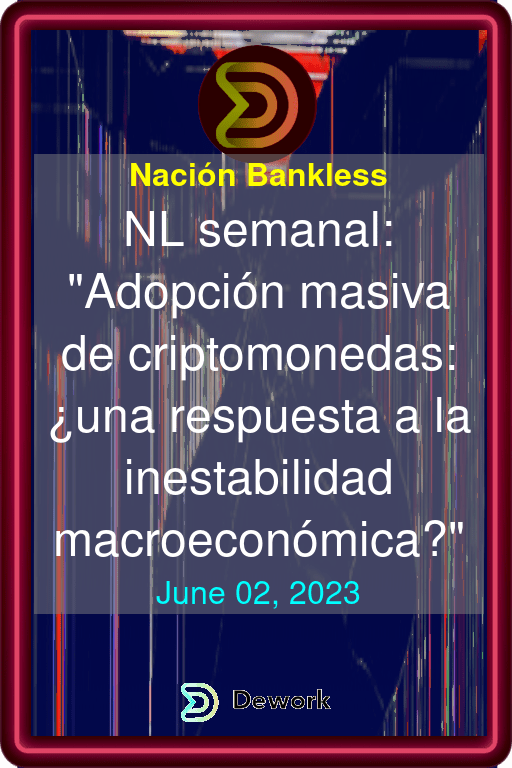 Nación Bankless
NL semanal:
"Adopción masiva
de criptomonedas:
¿una respuesta a la
inestabilidad
macroeconómica?"
June 02, 2023
Dework